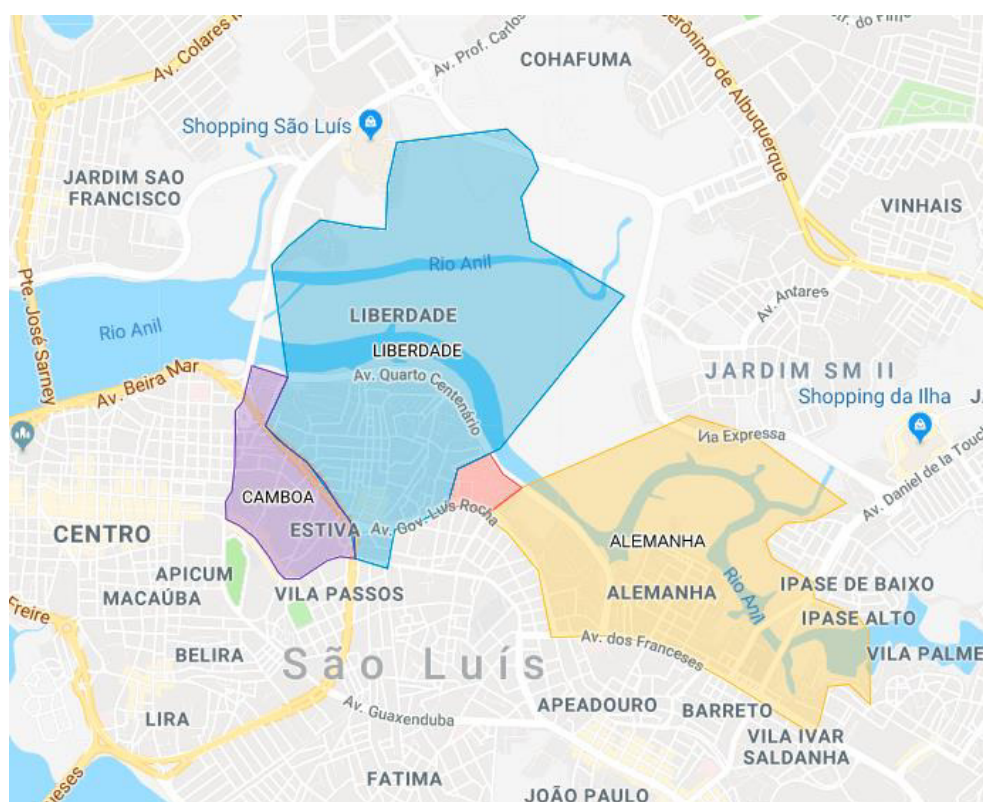 Av. Colares
Av. Prof. Carlos
COHAFUMA
erônimo de Albuquerque
Shopping São Luís
JARDIM SAO
FRANCISCO
VINHAIS
Rio Anil
Av. Antares
Pte. José Sarney
Rio Anil
LIBERDADE
LIBERDADE
Av. Quarto Centenário
Av. Beira Mar
JARDIM SM II
Shopping da Ilha
Via Expressa
Av. Daniel de la Touch
CAMBOA
ESTIVA
Av. Gov. Luís Rocha
CENTRO
ALEMANHA
ALEMANHA
Rio Anil
APICUM
MACAÚBA
VILA PASSOS
IPASE DE BAIXO
IPASE ALTO
Freire
Av. dos Franceses
VILA PALME
BELIRA
São Luís
LIRA
Av. Guaxenduba
APEADOURO
BARRETO
VILA IVAR
SALDANHA
FATIMA
JOÃO PAULO